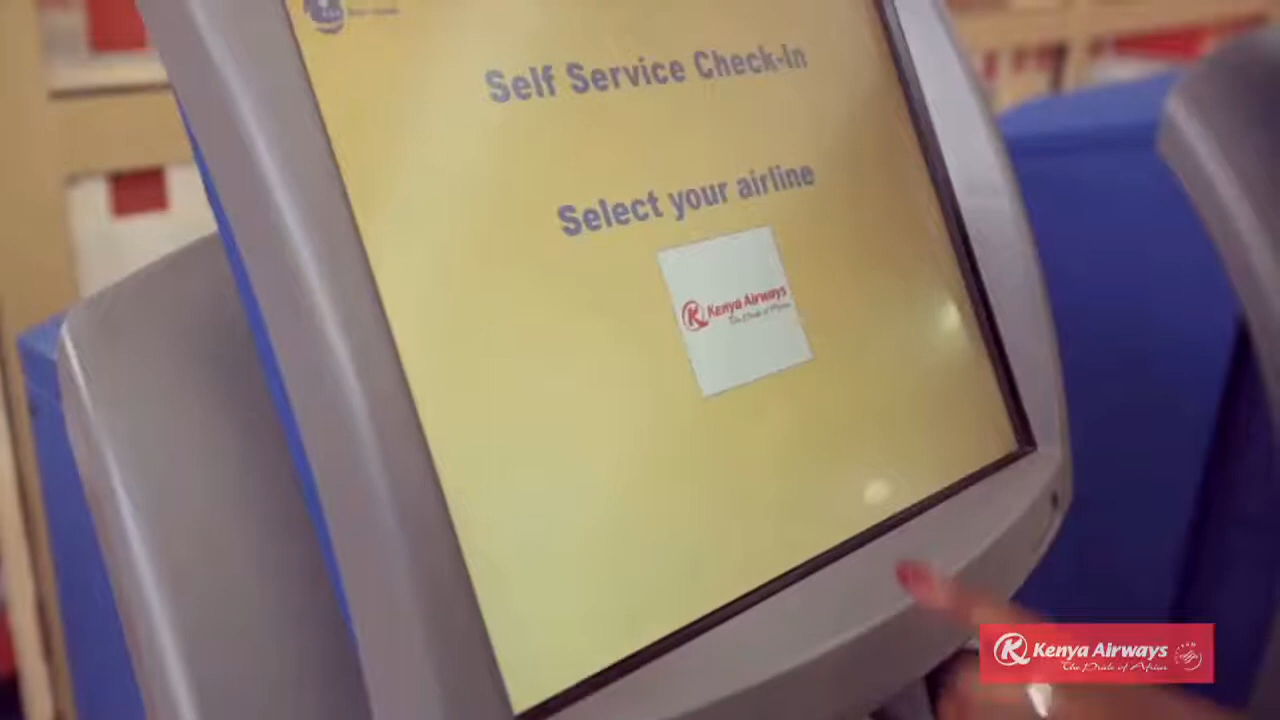 Self Service Check-In
Select your airline
Kenya Airways
The Pride of Africa
Kenya Airways
The Pride of Africa